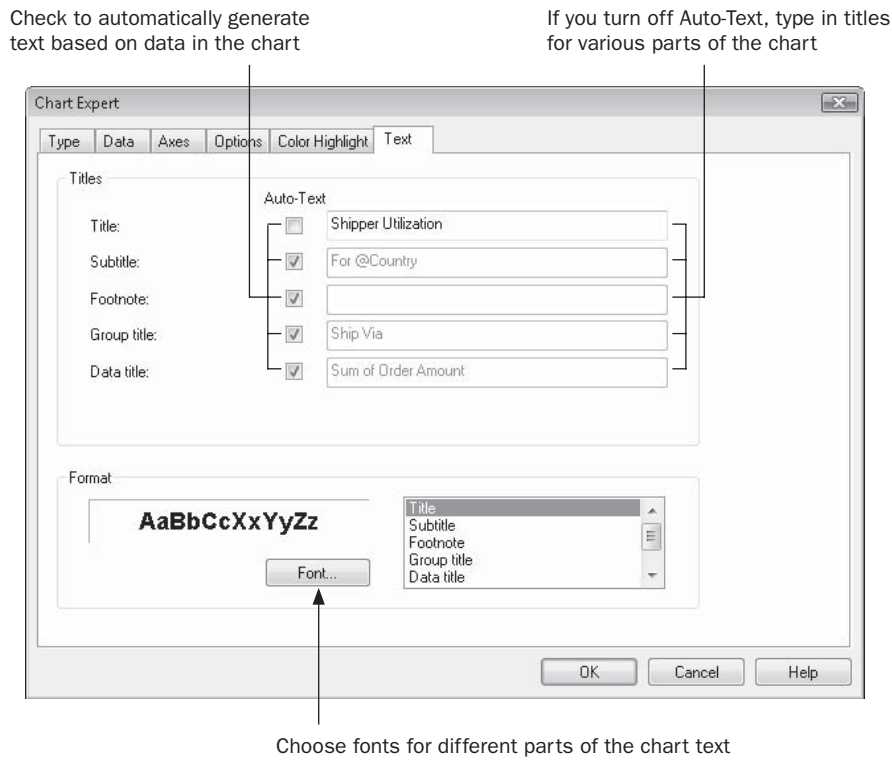 Check to automatically generate
text based on data in the chart
If you turn off Auto-Text, type in titles
for various parts of the chart
Chart Expert
Type Data Axes Options Color Highlight Text
Titles
Auto-Text
Title: Shipper Utilization
Subtitle: For @Country
Footnote:
Group title: Ship Via
Data title: Sum of Order Amount
Format
AaBbCcXxYyZz
Font...
Title
Subtitle
Footnote
Group title
Data title
OK Cancel Help
Choose fonts for different parts of the chart text